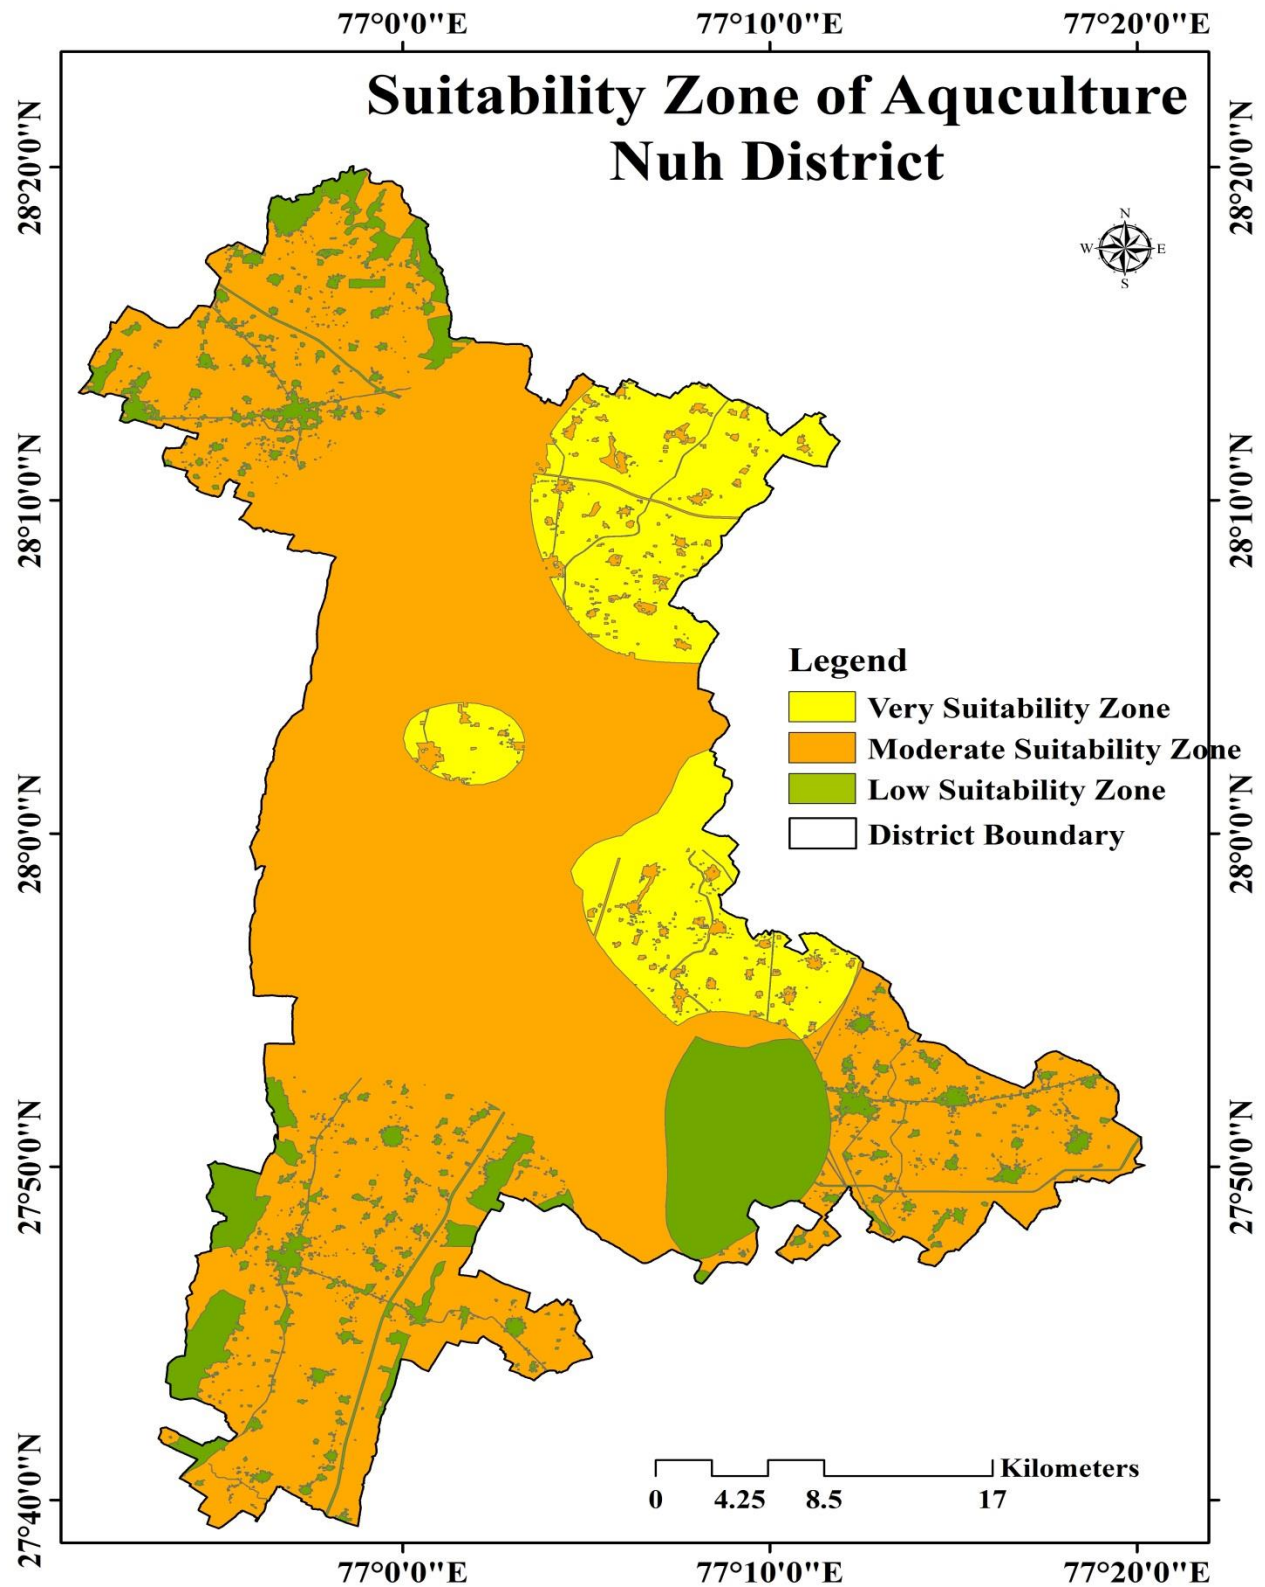 77°0'0"E 77°10'0"E 77°20'0"E
Suitability Zone of Aquculture
Nuh District
28°20'0"N 28°20'0"N
N
W E
S
28°10'0"N 28°10'0"N
Legend
Very Suitability Zone
Moderate Suitability Zone
Low Suitability Zone
District Boundary
28°0'0"N 28°0'0"N
27°50'0"N 27°50'0"N
Kilometers
0 4.25 8.5 17
27°40'0"N
77°0'0"E 77°10'0"E 77°20'0"E